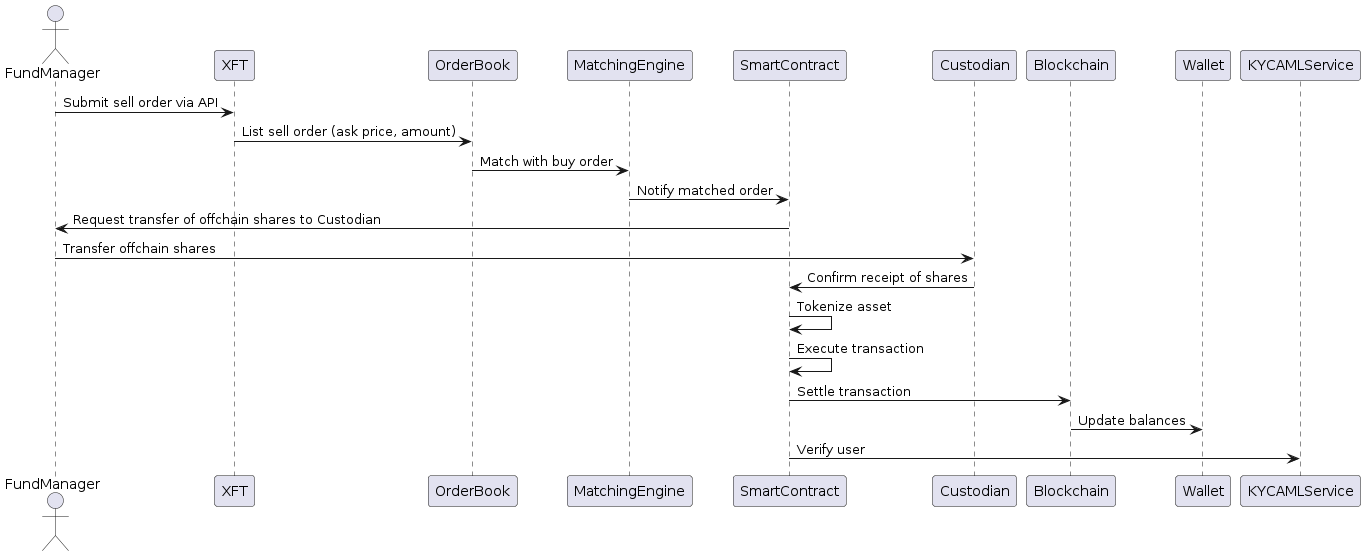 FundManager
XFT
OrderBook
MatchingEngine
SmartContract
Custodian
Blockchain
Wallet
KYCAMLService
Submit sell order via API
List sell order (ask price, amount)
Match with buy order
Notify matched order
Request transfer of offchain shares to Custodian
Transfer offchain shares
Confirm receipt of shares
Tokenize asset
Execute transaction
Settle transaction
Update balances
Verify user
FundManager
XFT
OrderBook
MatchingEngine
SmartContract
Custodian
Blockchain
Wallet
KYCAMLService